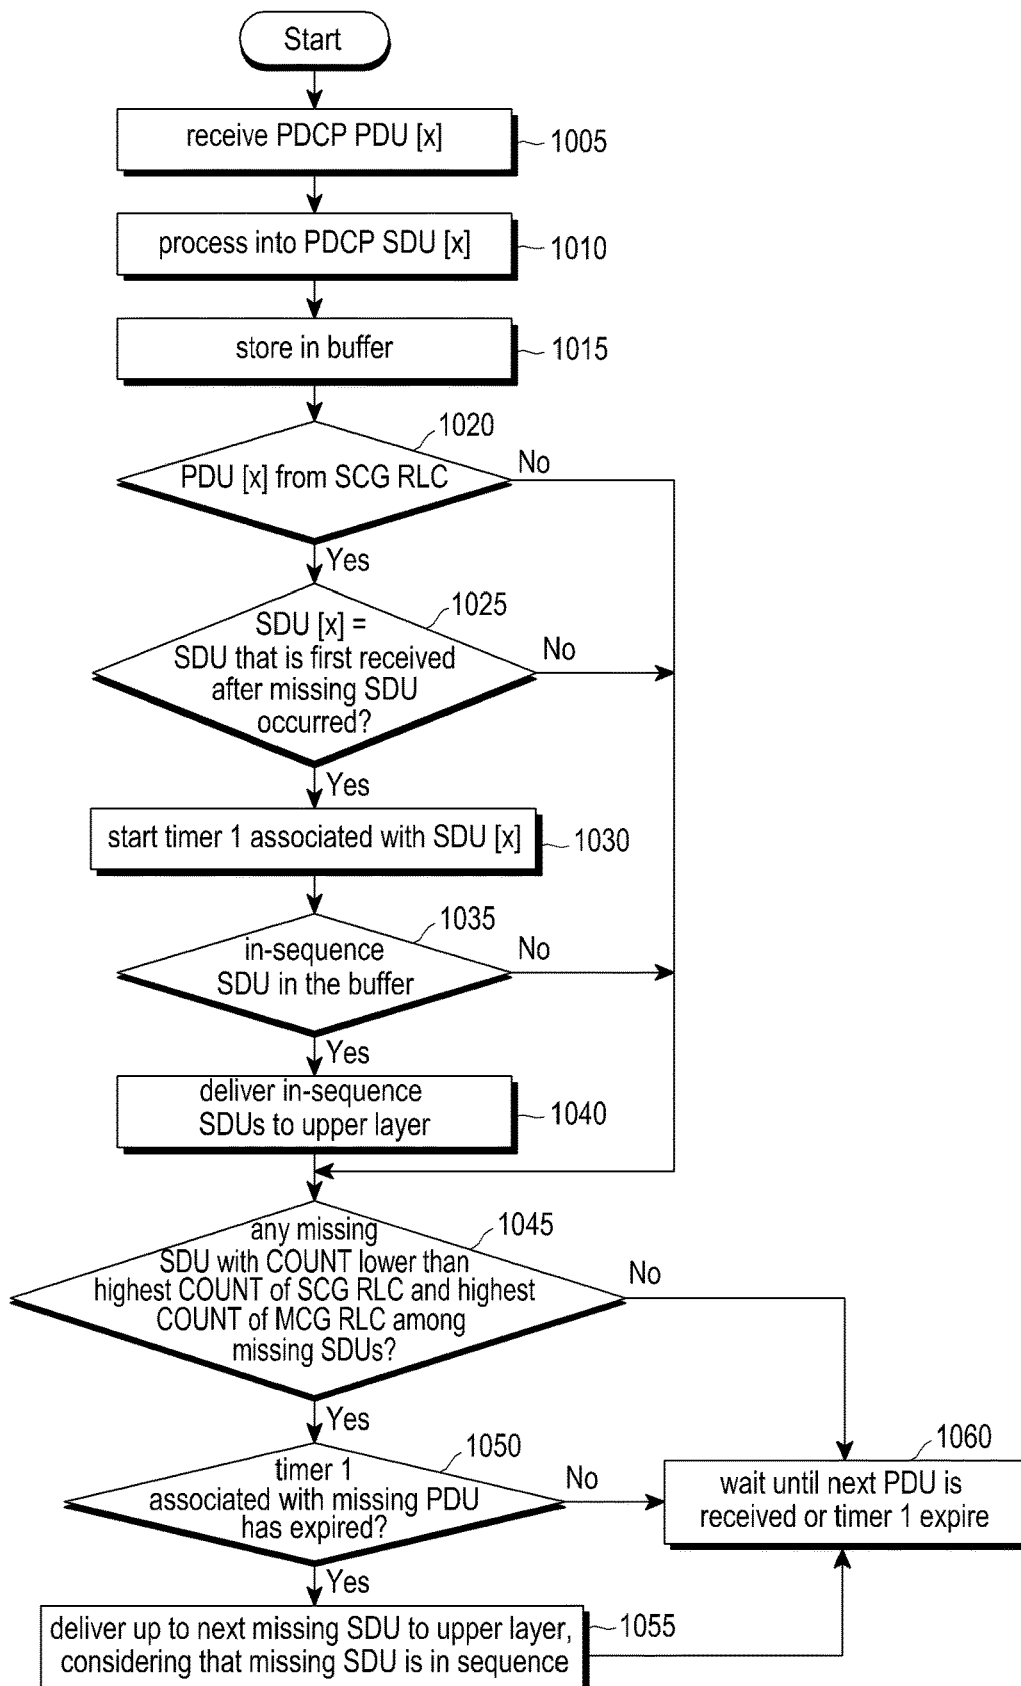 Start
receive PDCP PDU [x]
1005
process into PDCP SDU [x]
1010
store in buffer
1015
1020
PDU [x] from SCG RLC
No
Yes
1025
SDU [x] =
SDU that is first received
after missing SDU
occurred?
No
Yes
start timer 1 associated with SDU [x]
1030
1035
in-sequence
SDU in the buffer
No
Yes
deliver in-sequence
SDUs to upper layer
1040
1045
any missing
SDU with COUNT lower than
highest COUNT of SCG RLC and highest
COUNT of MCG RLC among
missing SDUs?
No
Yes
1050
timer 1
associated with missing PDU
has expired?
No
1060
wait until next PDU is
received or timer 1 expire
Yes
deliver up to next missing SDU to upper layer,
considering that missing SDU is in sequence
1055